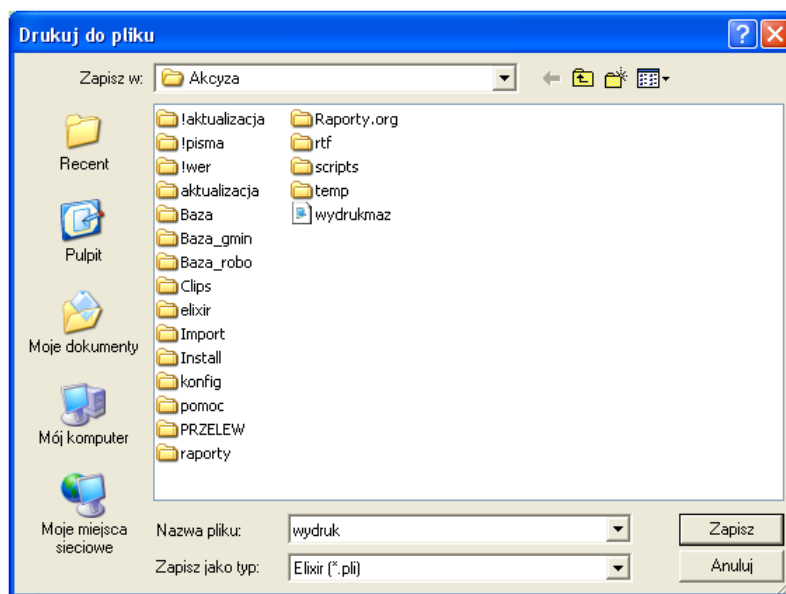 Drukuj do pliku
Zapisz w:
Akcyza
Recent
Pulpit
Moje dokumenty
Mój komputer
Moje miejsca
sieciowe
!aktualizacja
!pisma
!wer
aktualizacja
Baza
Baza_gmin
Baza_robo
Clips
elixir
Import
Install
konfig
pomoc
PRZELEW
raporty
Raporty.org
rtf
scripts
temp
wydrukmaz
Nazwa pliku:
wydruk
Zapisz
Zapisz jako typ:
Elixir (*.pli)
Anuluj